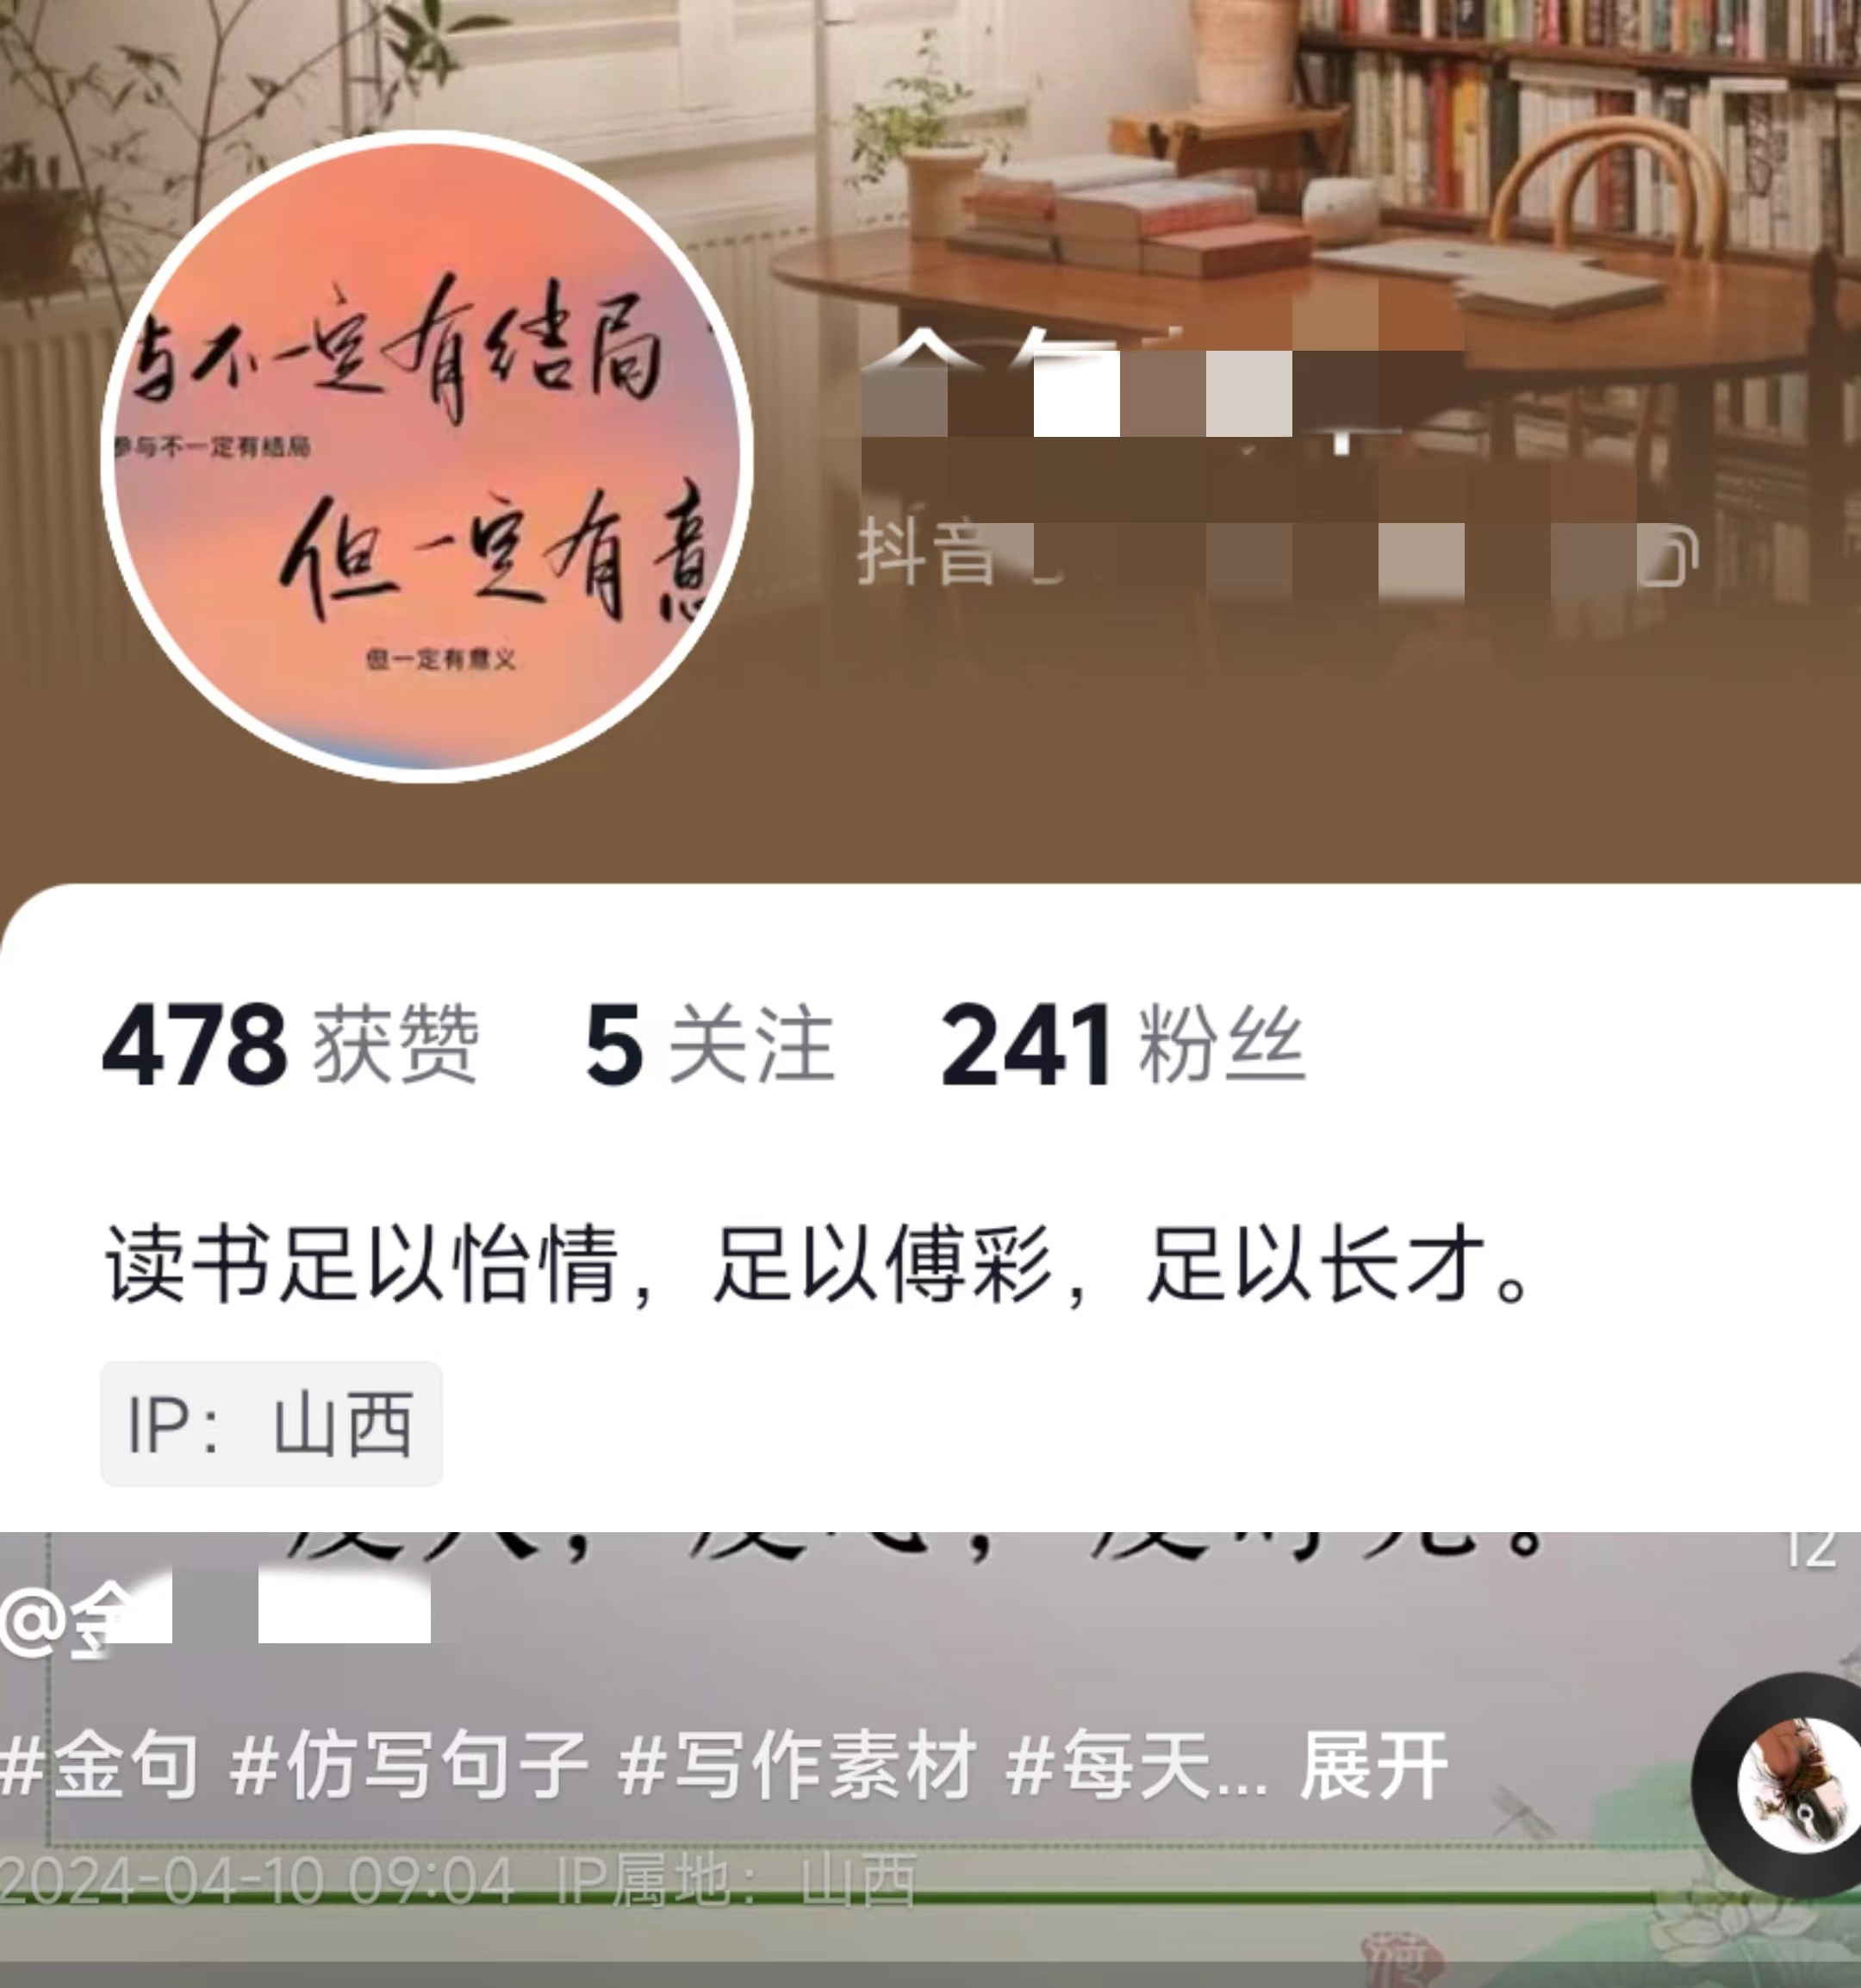 与不一定有结局
参与不一定有结局
但一定有意
但一定有意义
抖音
478 获赞 5 关注 241 粉丝
读书足以怡情，足以傅彩，足以长才。
IP： 山西
12
@金
#金句 #仿写句子 #写作素材 #每天... 展开
2024-04-10 09:04 IP属地：山西